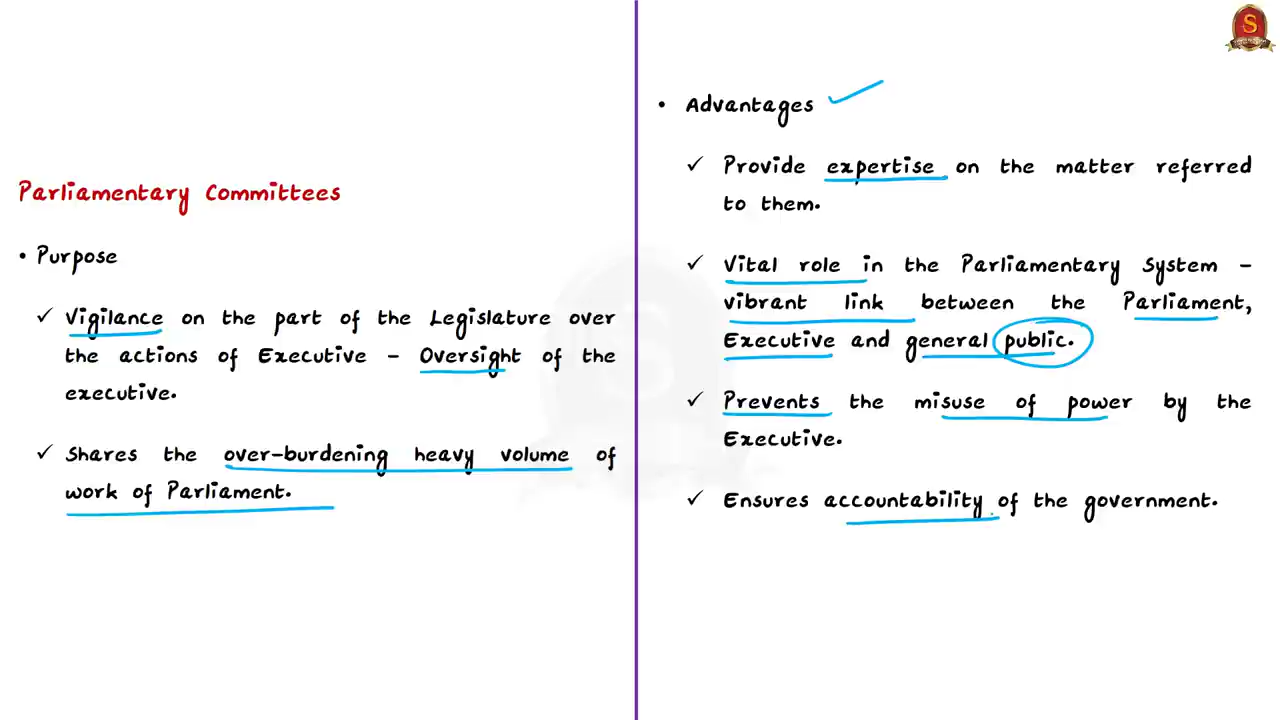 Parliamentary Committees
• Purpose
✓ Vigilance on the part of the Legislature over
the actions of Executive – Oversight of the
executive.
✓ Shares the over-burdening heavy volume of
work of Parliament.
• Advantages
✓ Provide expertise on the matter referred
to them.
✓ Vital role in the Parliamentary System –
vibrant link between the Parliament,
Executive and general public.
✓ Prevents the misuse of power by the
Executive.
✓ Ensures accountability of the government.
S